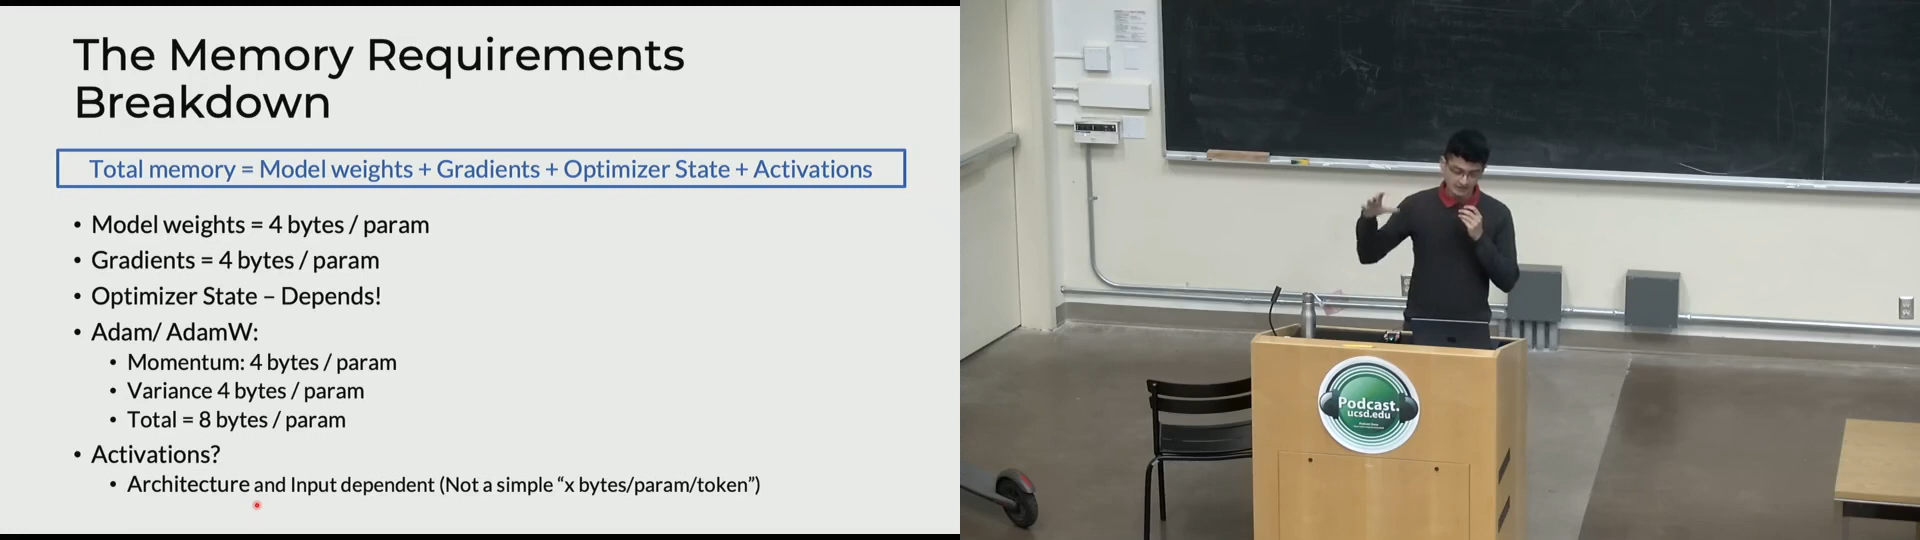 The Memory Requirements
Breakdown
Total memory = Model weights + Gradients + Optimizer State + Activations
• Model weights = 4 bytes / param
• Gradients = 4 bytes / param
• Optimizer State – Depends!
• Adam/ AdamW:
• Momentum: 4 bytes / param
• Variance 4 bytes / param
• Total = 8 bytes / param
• Activations?
• Architecture and Input dependent (Not a simple “x bytes/param/token”)
Podcast.
ucsd.edu